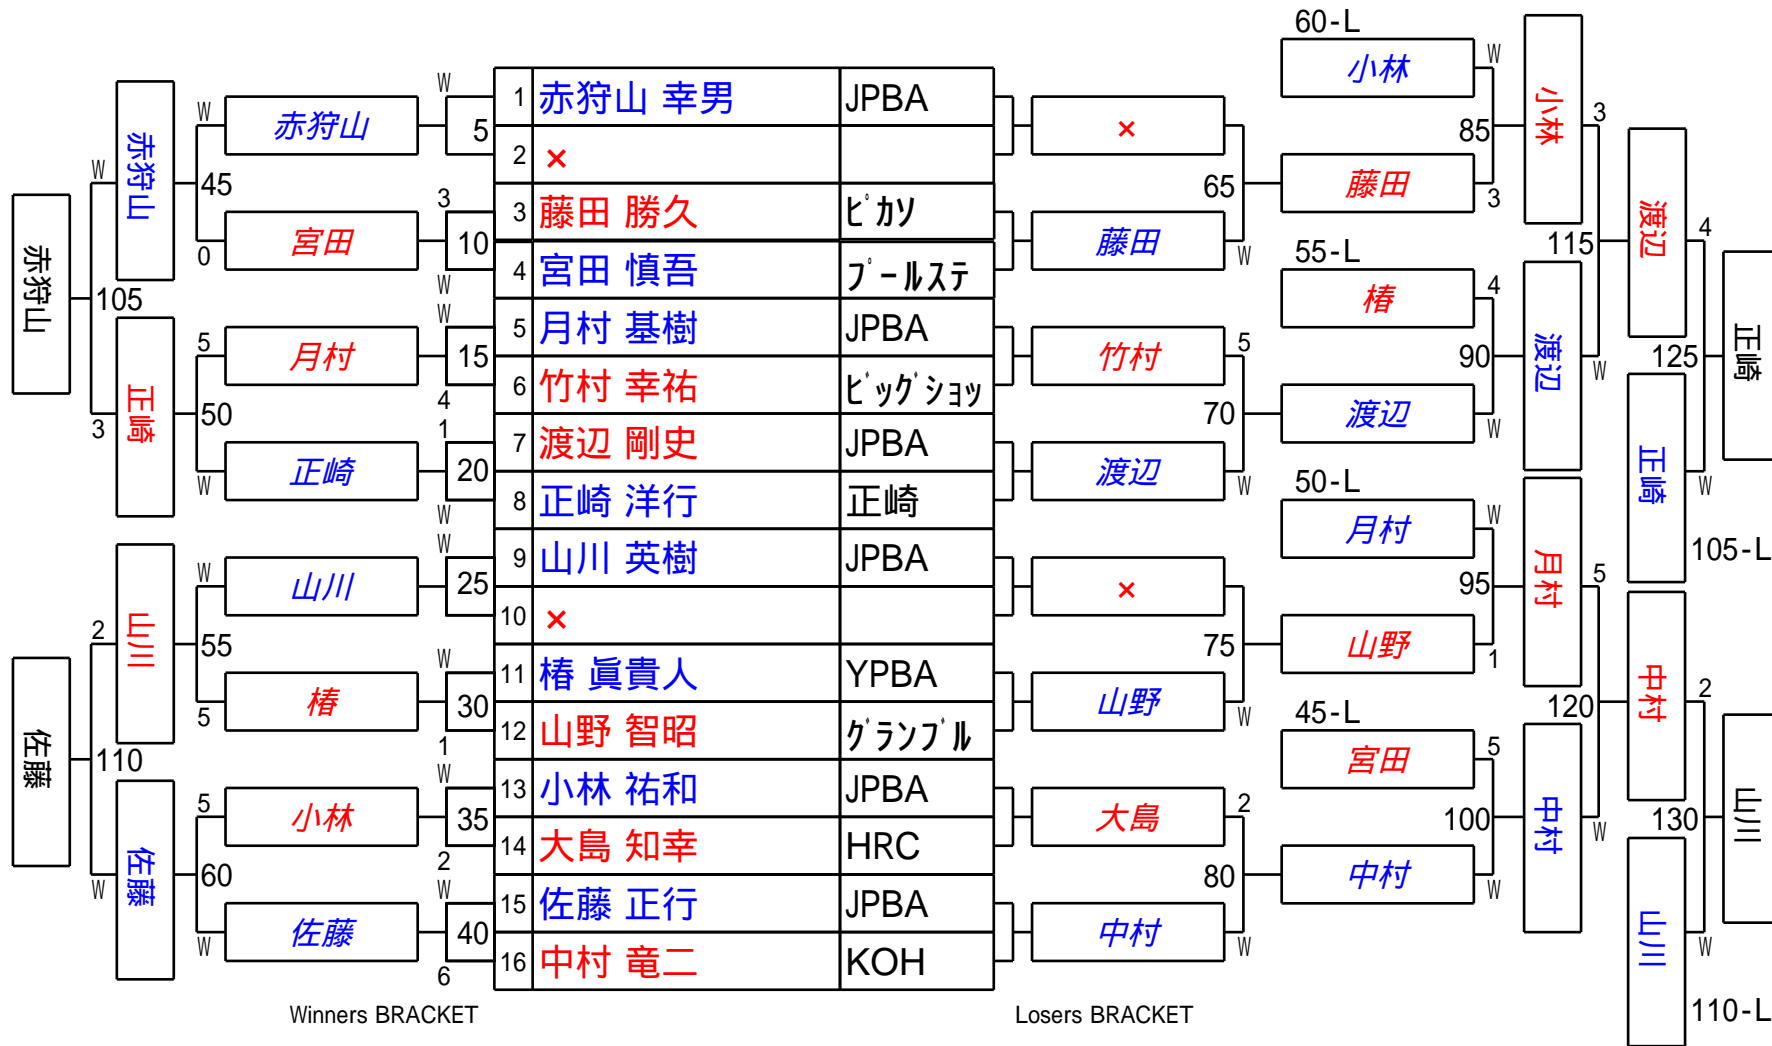 60-L
W
小林
1 赤狩山 幸男 JPBA
W
赤狩山
5
×
85
小林
3
2 ×
赤狩山
W
45
65
藤田
3
3 藤田 勝久 ピカソ
3
宮田
0
10
藤田
W
渡辺
4
115
4 宮田 慎吾 プールステ
W
赤狩山
105
55-L
椿
4
正崎
5 月村 基樹 JPBA
W
月村
5
15
竹村
5
渡辺
90
W
125
6 竹村 幸祐 ビッグショッ
4
正崎
3
50
70
渡辺
W
7 渡辺 剛史 JPBA
1
正崎
W
20
渡辺
W
正崎
W
8 正崎 洋行 正崎
W
50-L
月村
W
105-L
9 山川 英樹 JPBA
W
山川
W
25
×
95
月村
5
10 ×
山川
2
55
75
山野
1
11 椿 眞貴人 YPBA
W
椿
5
30
山野
W
中村
2
120
12 山野 智昭 グランブル
1
佐藤
110
45-L
宮田
5
山川
13 小林 祐和 JPBA
W
小林
5
35
大島
2
中村
100
W
130
14 大島 知幸 HRC
2
佐藤
W
60
80
中村
W
15 佐藤 正行 JPBA
W
佐藤
W
40
中村
W
山川
W
16 中村 竜二 KOH
6
110-L
Winners BRACKET
Losers BRACKET